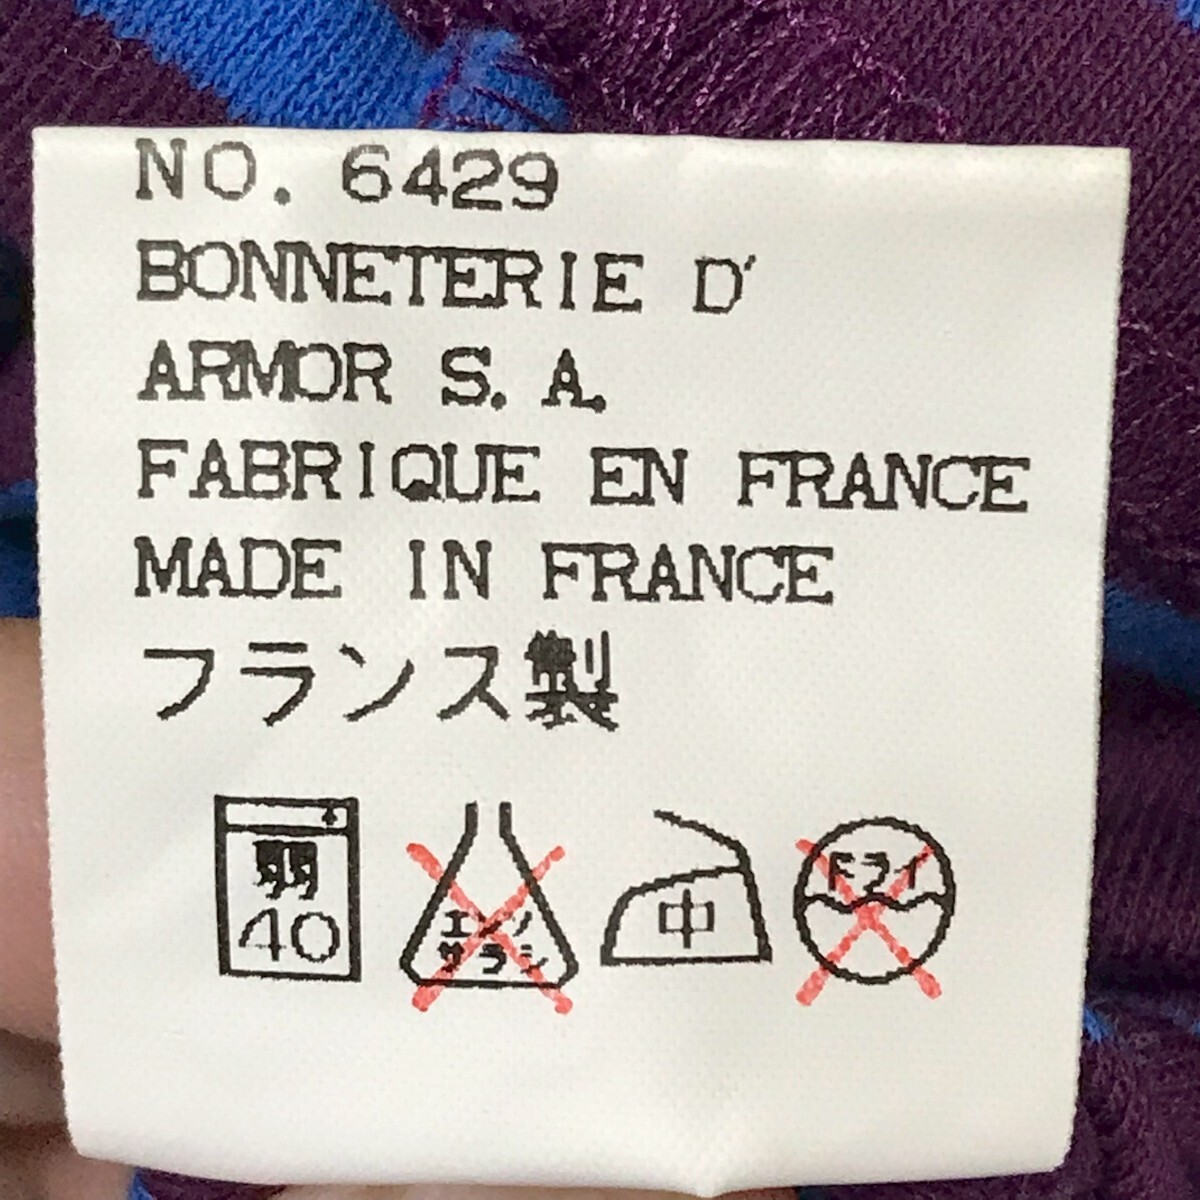 NO. 6429
BONNETERIE D'
ARMOR S.A.
FABRIQUE EN FRANCE
MADE IN FRANCE
フランス製
弱 40
エンソサラシ
中
ドライ